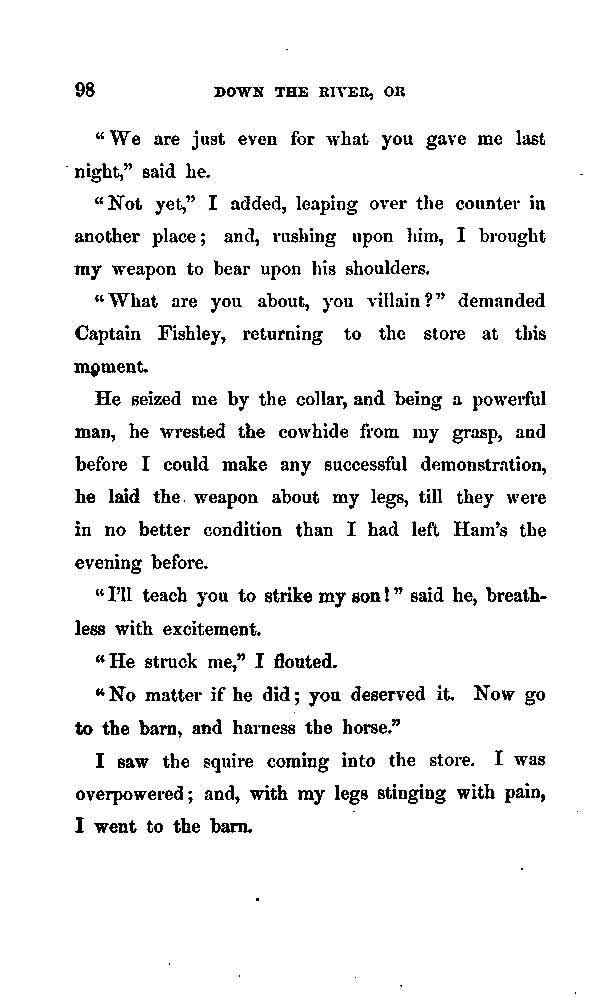 98 DOWN THE RIVER, OR
“We are just even for what you gave me last
night,” said he.
“Not yet,” I added, leaping over the counter in
another place; and, rushing upon him, I brought
my weapon to bear upon his shoulders.
“What are you about, you villain?” demanded
Captain Fishley, returning to the store at this
moment.
He seized me by the collar, and being a powerful
man, he wrested the cowhide from my grasp, and
before I could make any successful demonstration,
he laid the weapon about my legs, till they were
in no better condition than I had left Ham’s the
evening before.
“I’ll teach you to strike my son!” said he, breath-
less with excitement.
“He struck me,” I flouted.
“No matter if he did; you deserved it. Now go
to the barn, and harness the horse.”
I saw the squire coming into the store. I was
overpowered; and, with my legs stinging with pain,
I went to the barn.